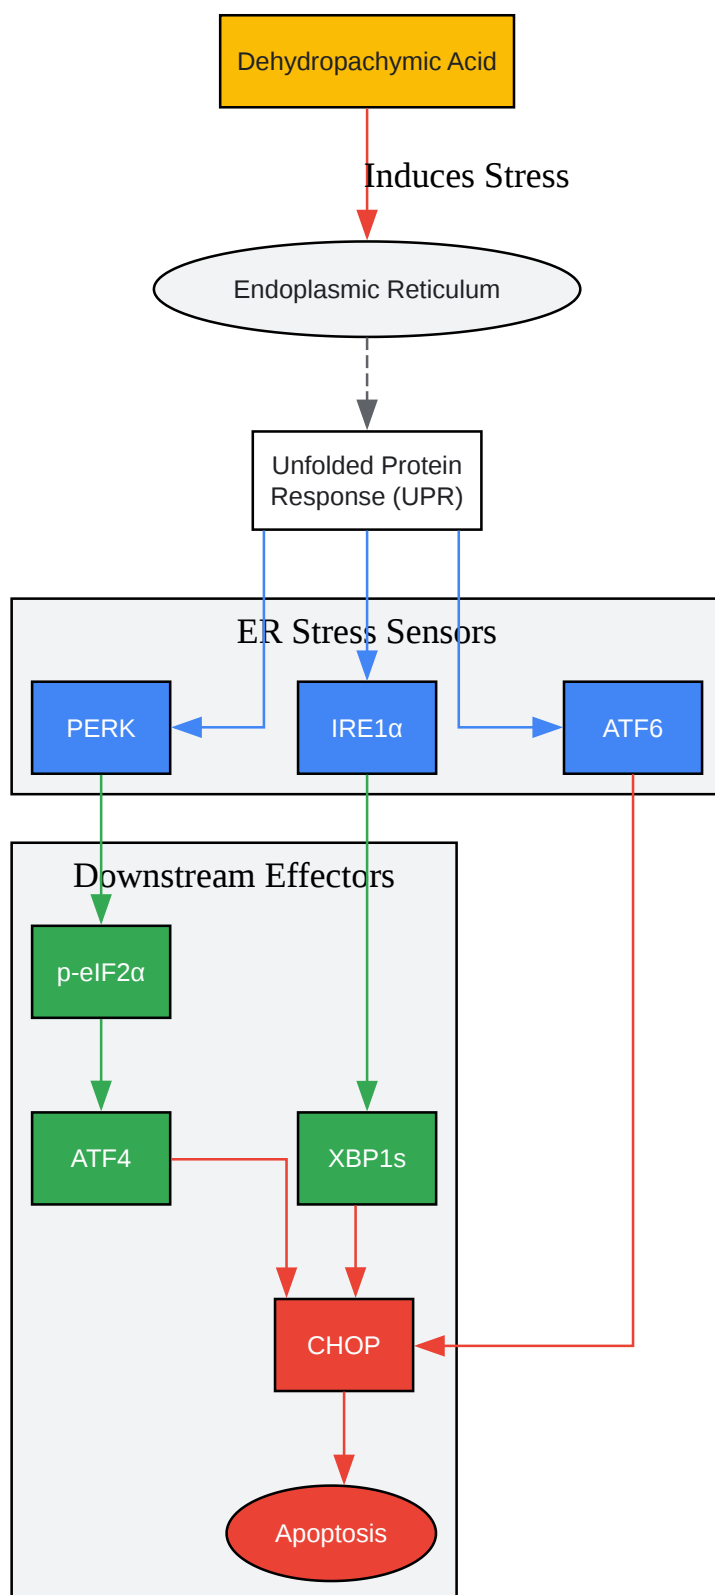 Dehydropachymic Acid
Induces Stress
Endoplasmic Reticulum
Unfolded Protein
Response (UPR)
ER Stress Sensors
PERK
IRE1α
ATF6
Downstream Effectors
p-eIF2α
ATF4
XBP1s
CHOP
Apoptosis